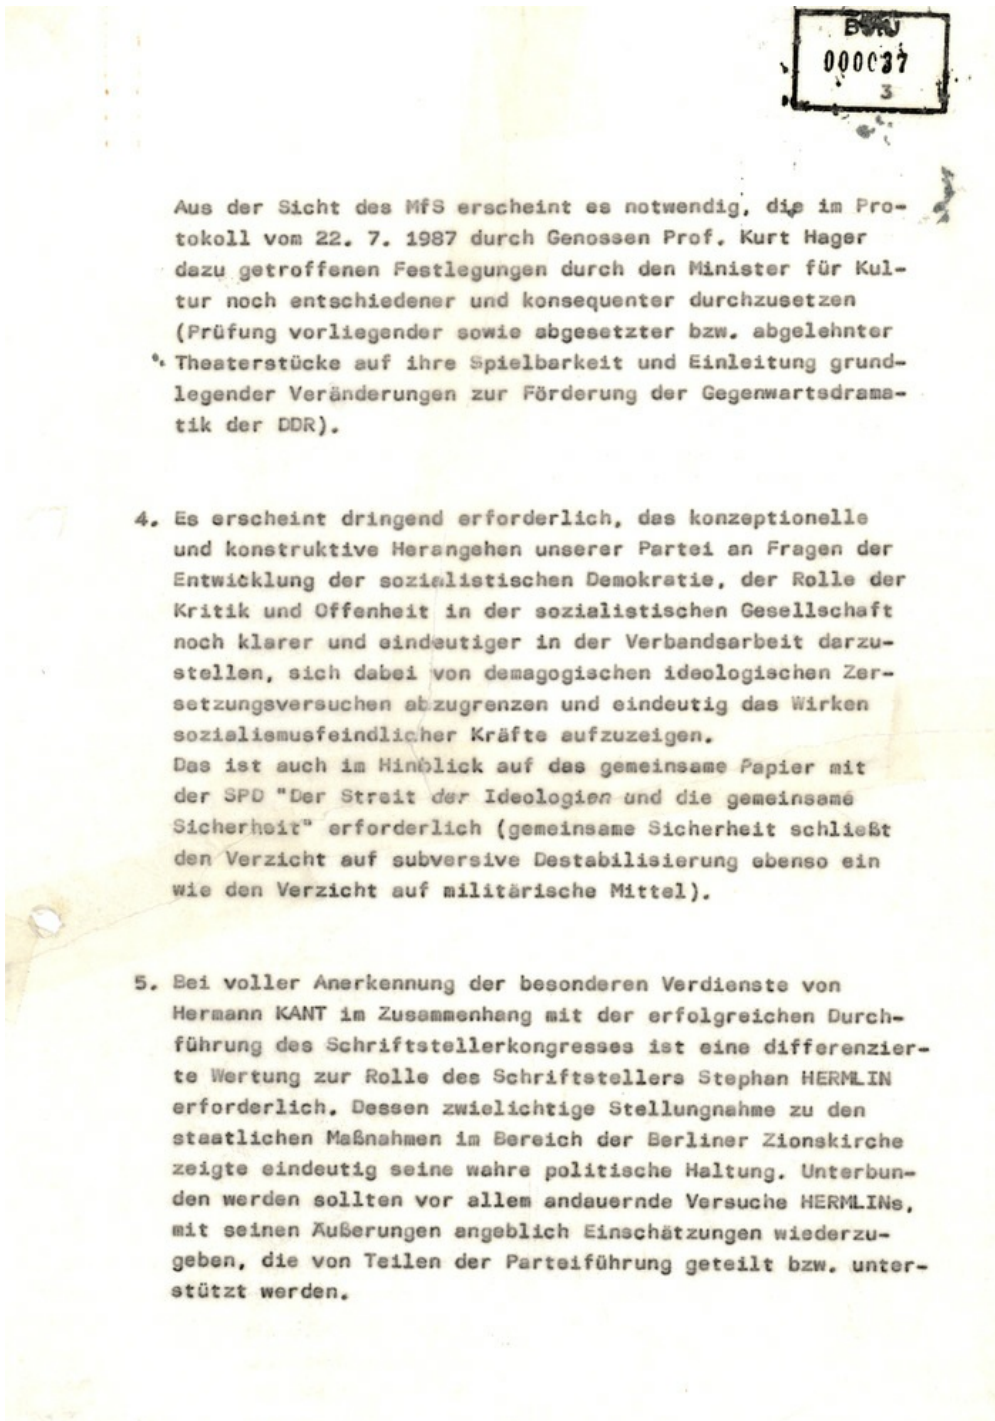 BStU
000037
3
Aus der Sicht des MfS erscheint es notwendig, die im Pro-
tokoll vom 22. 7. 1987 durch Genossen Prof. Kurt Hager
dazu getroffenen Festlegungen durch den Minister für Kul-
tur noch entschiedener und konsequenter durchzusetzen
(Prüfung vorliegender sowie abgesetzter bzw. abgelehnter
Theaterstücke auf ihre Spielbarkeit und Einleitung grund-
legender Veränderungen zur Förderung der Gegenwartsdrama-
tik der DDR).
4. Es erscheint dringend erforderlich, das konzeptionelle
und konstruktive Herangehen unserer Partei an Fragen der
Entwicklung der sozialistischen Demokratie, der Rolle der
Kritik und Offenheit in der sozialistischen Gesellschaft
noch klarer und eindeutiger in der Verbandsarbeit darzu-
stellen, sich dabei von demagogischen ideologischen Zer-
setzungsversuchen abzugrenzen und eindeutig das Wirken
sozialismusfeindlicher Kräfte aufzuzeigen.
Das ist auch im Hinblick auf das gemeinsame Papier mit
der SPD "Der Streit der Ideologien und die gemeinsame
Sicherheit" erforderlich (gemeinsame Sicherheit schließt
den Verzicht auf subversive Destabilisierung ebenso ein
wie den Verzicht auf militärische Mittel).
5. Bei voller Anerkennung der besonderen Verdienste von
Hermann KANT im Zusammenhang mit der erfolgreichen Durch-
führung des Schriftstellerkongresses ist eine differenzier-
te Wertung zur Rolle des Schriftstellers Stephan HERMLIN
erforderlich. Dessen zwielichtige Stellungnahme zu den
staatlichen Maßnahmen im Bereich der Berliner Zionskirche
zeigte eindeutig seine wahre politische Haltung. Unterbun-
den werden sollten vor allem andauernde Versuche HERMLINs,
mit seinen Äußerungen angeblich Einschätzungen wiederzu-
geben, die von Teilen der Parteiführung geteilt bzw. unter-
stützt werden.